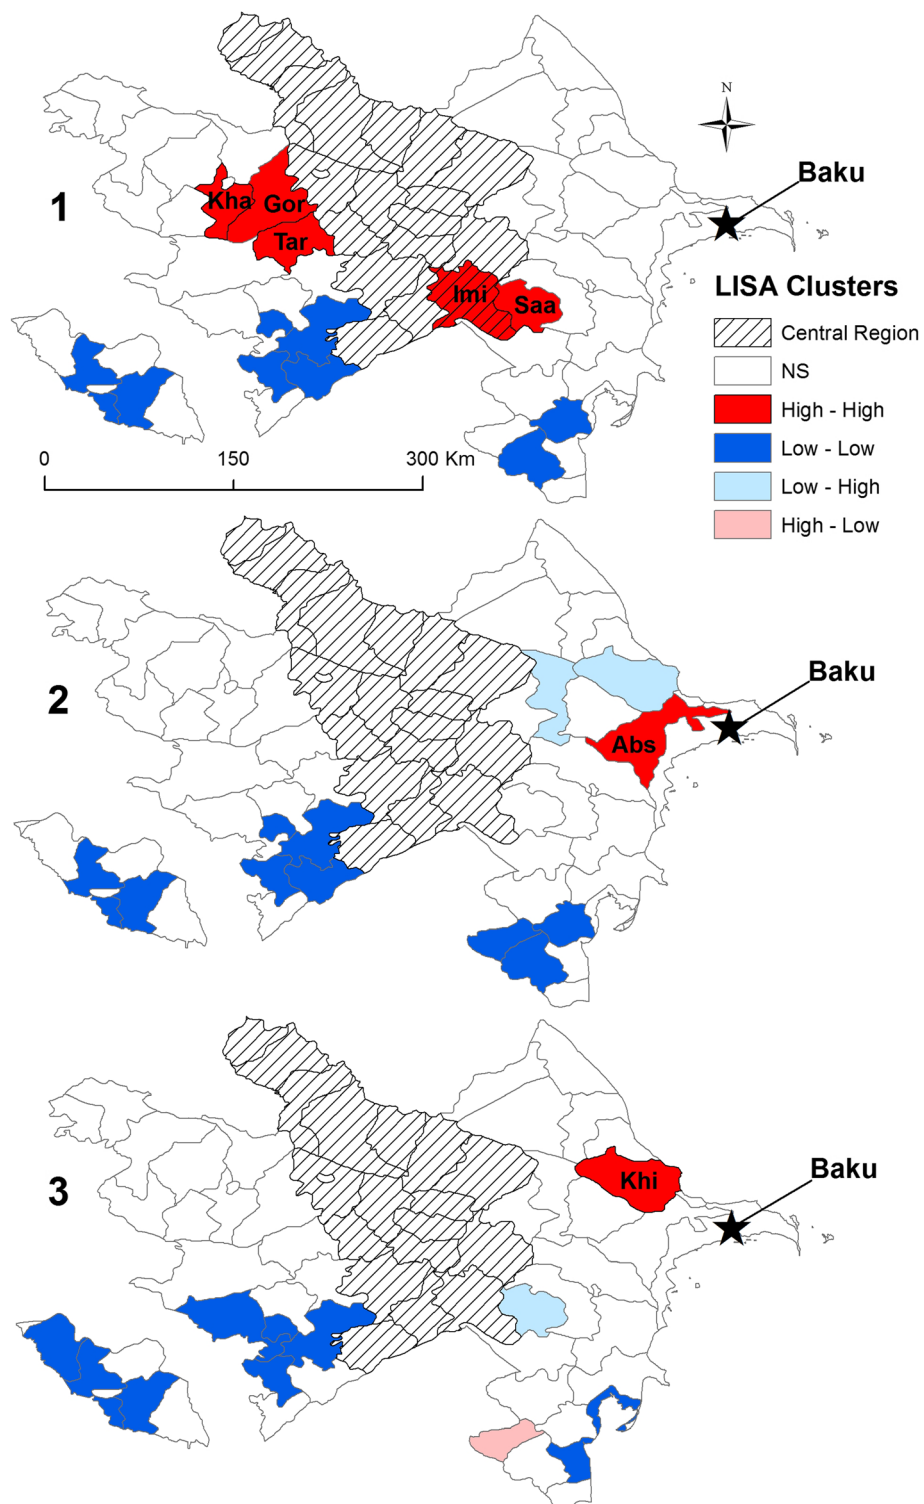 N
Baku
1
Kha
Gor
Tar
Imi
Saa
LISA Clusters
Central Region
NS
High - High
Low - Low
Low - High
High - Low
0 150 300 Km
2
Baku
Abs
3
Khi
Baku